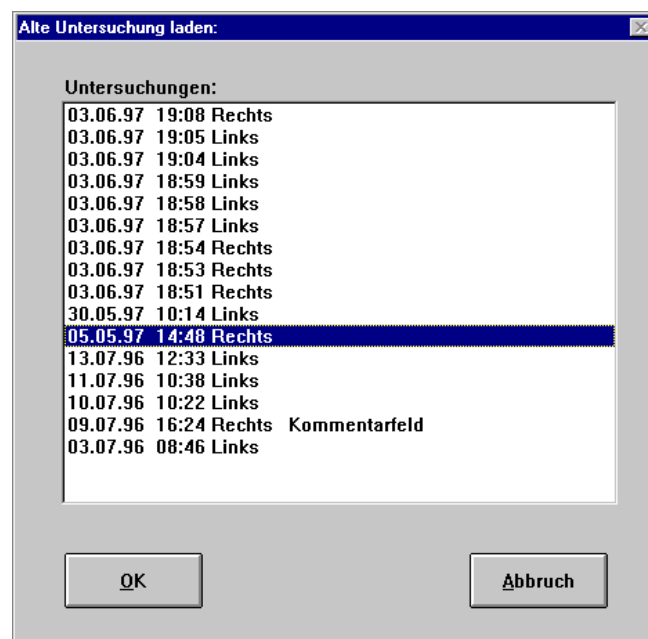 Alte Untersuchung laden:
Untersuchungen:
03.06.97 19:08 Rechts
03.06.97 19:05 Links
03.06.97 19:04 Links
03.06.97 18:59 Links
03.06.97 18:58 Links
03.06.97 18:57 Links
03.06.97 18:54 Rechts
03.06.97 18:53 Rechts
03.06.97 18:51 Rechts
30.05.97 10:14 Links
05.05.97 14:48 Rechts
13.07.96 12:33 Links
11.07.96 10:38 Links
10.07.96 10:22 Links
09.07.96 16:24 Rechts Kommentarfeld
03.07.96 08:46 Links
OK Abbruch